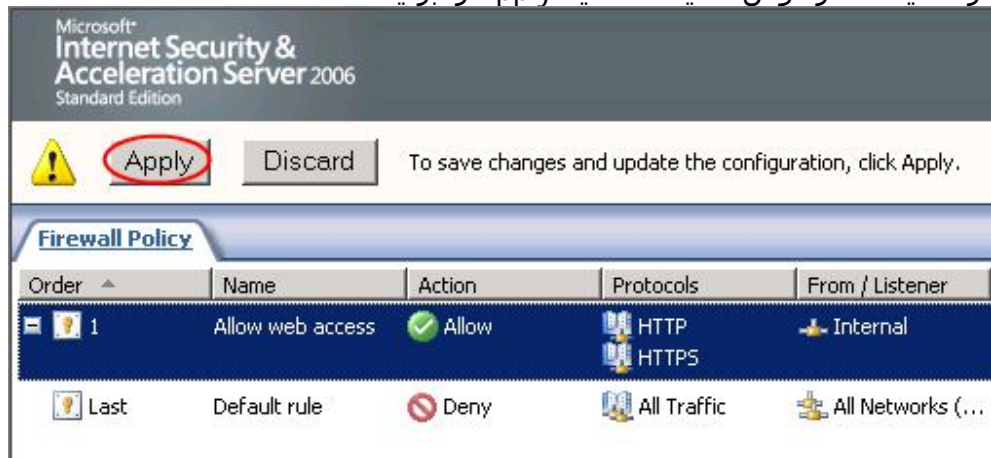 Apply
Microsoft
Internet Security &
Acceleration Server 2006
Standard Edition
Apply Discard To save changes and update the configuration, click Apply.
Firewall Policy
Order Name Action Protocols From / Listener
1 Allow web access Allow HTTP Internal
HTTPS
Last Default rule Deny All Traffic All Networks (...